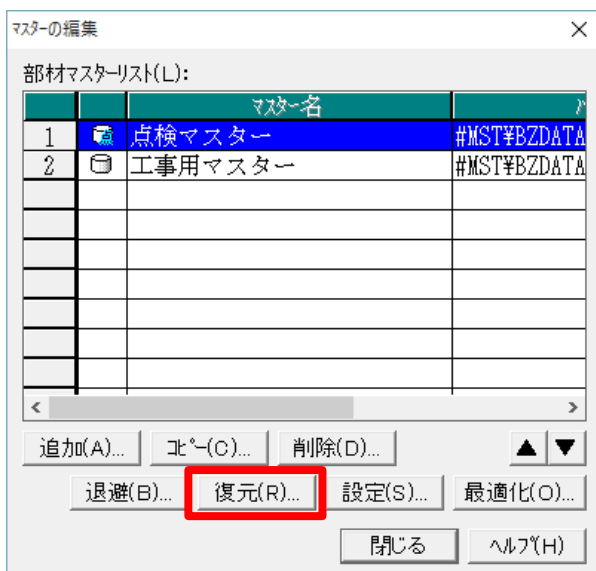 ﾏｽﾀｰの編集
部材ﾏｽﾀｰﾘｽﾄ(L):
ﾏｽﾀｰ名
1 点検マスター #MST¥BZDATA
2 工事用マスター #MST¥BZDATA
追加(A)... ｺﾋﾟｰ(C)... 削除(D)... ▲ ▼
退避(B)... 復元(R)... 設定(S)... 最適化(O)...
閉じる ﾍﾙﾌﾟ(H)